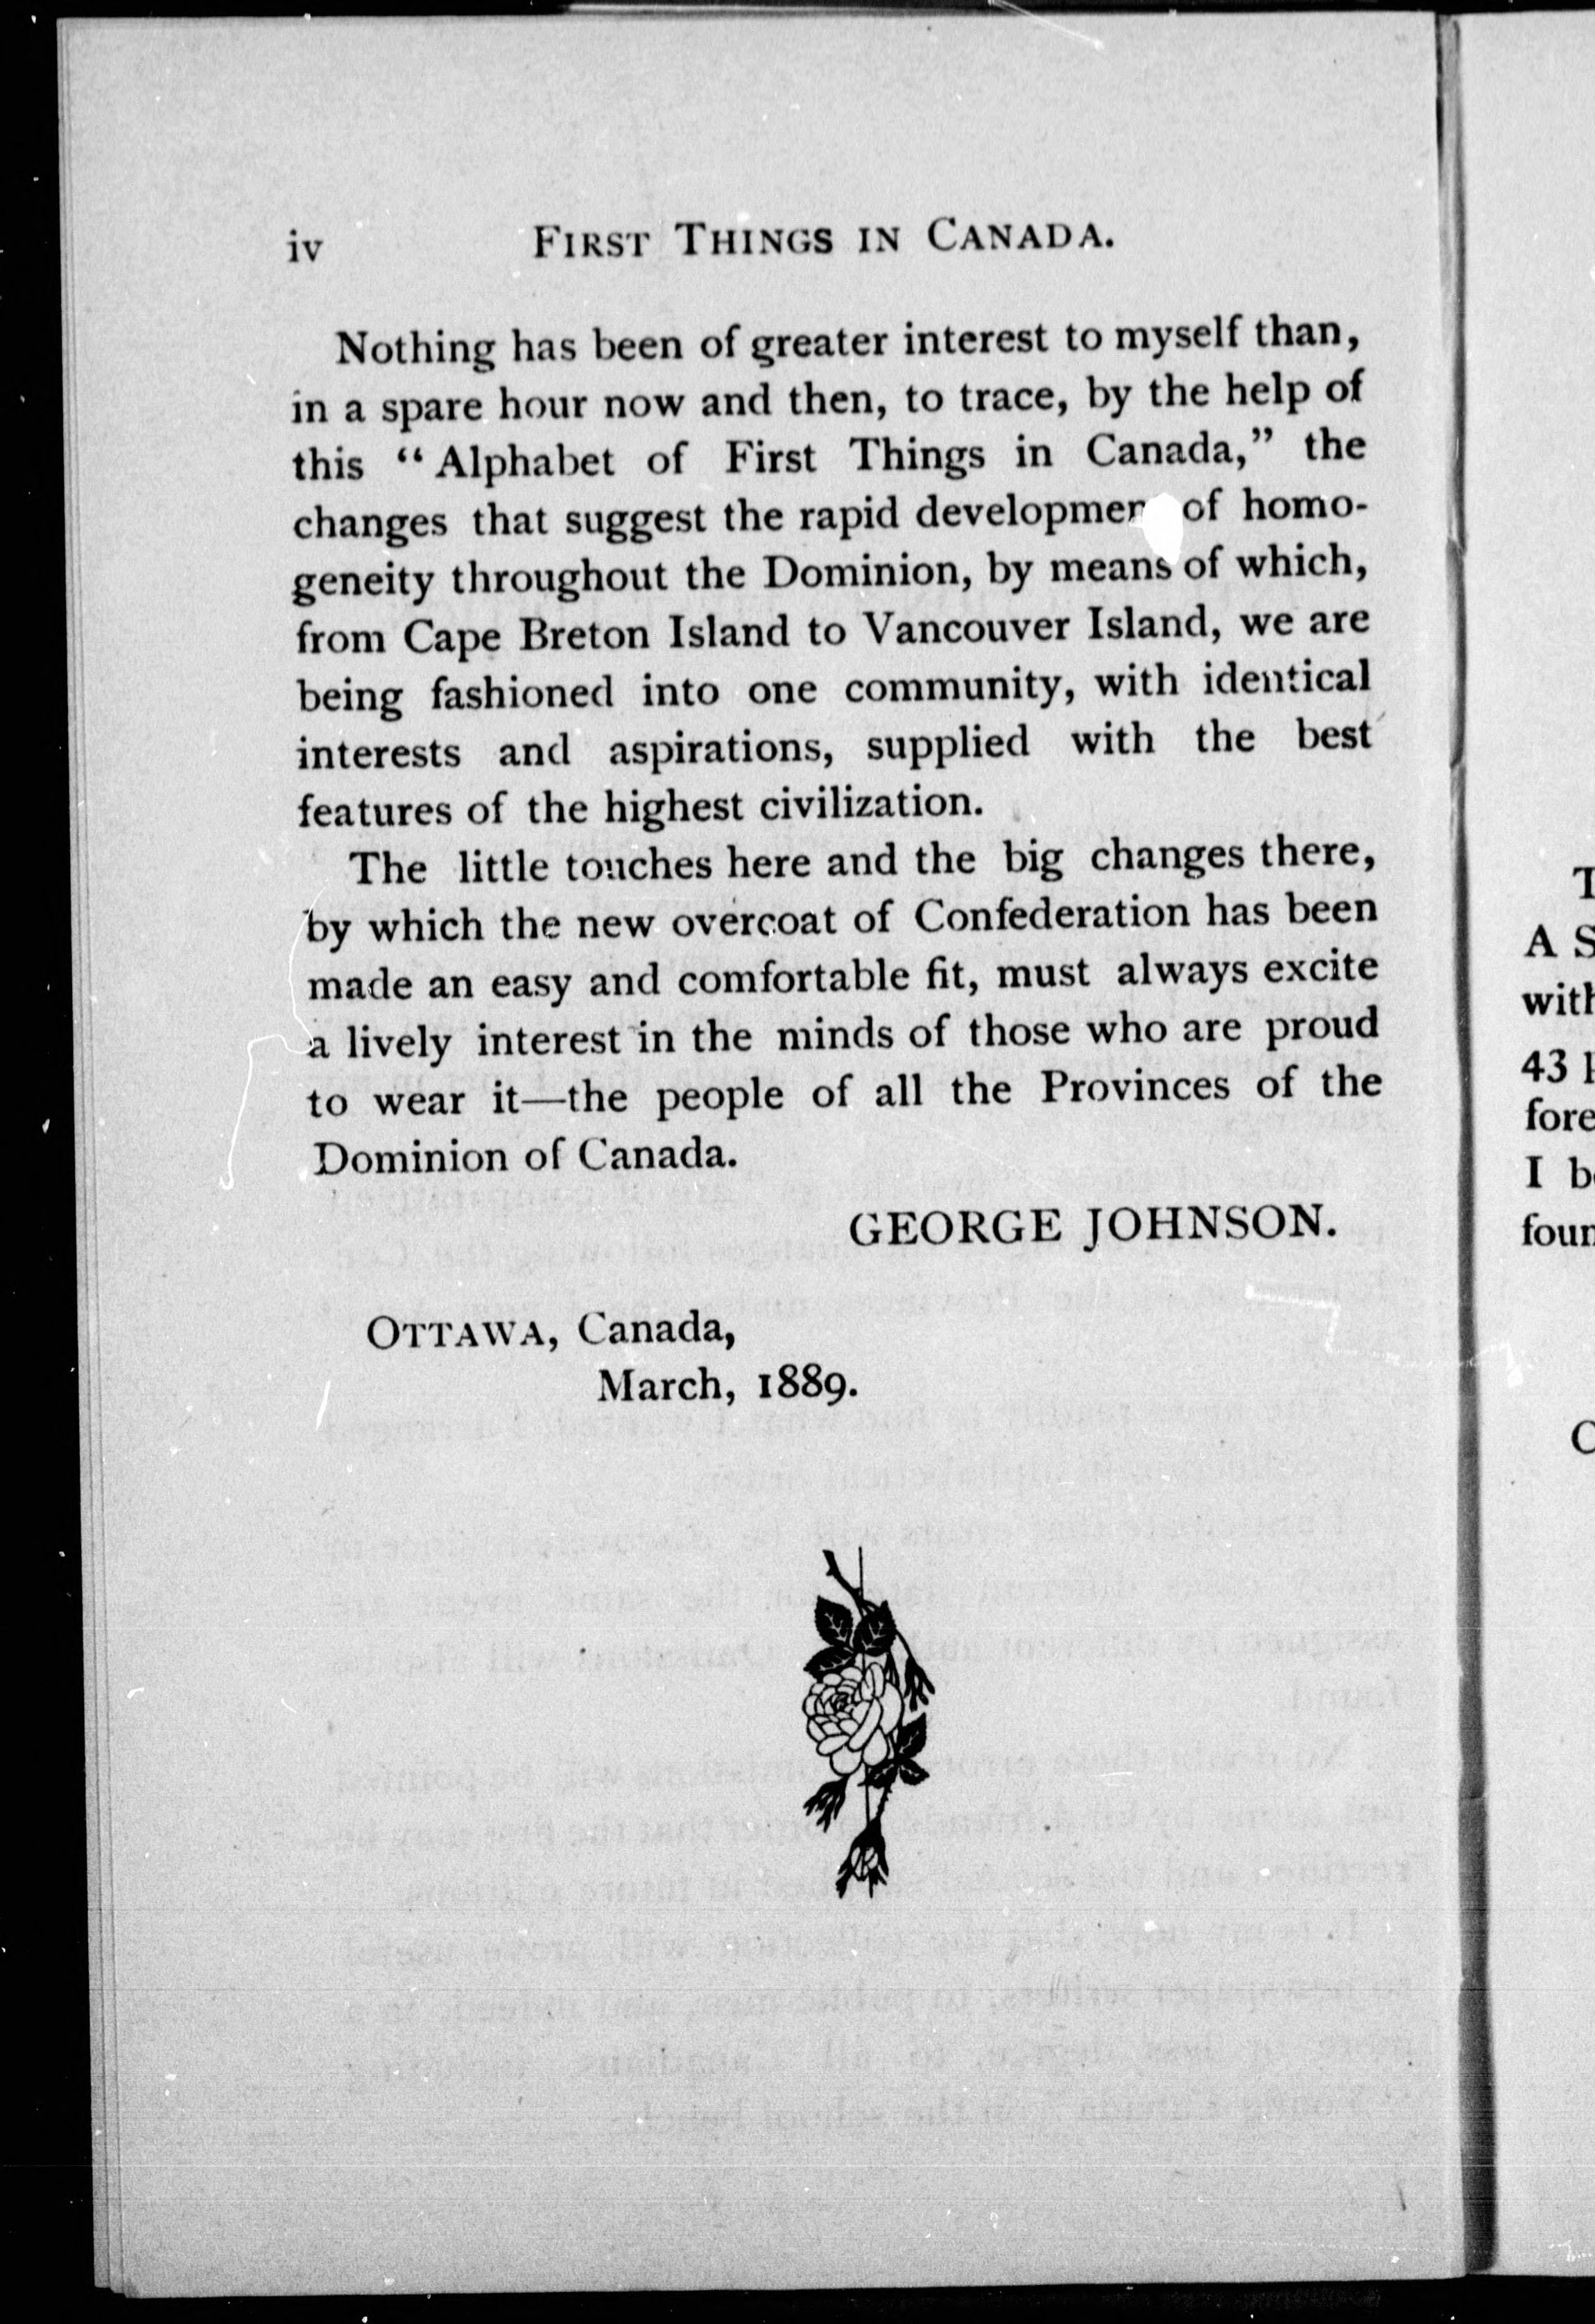 iv FIRST THINGS IN CANADA.
Nothing has been of greater interest to myself than,
in a spare hour now and then, to trace, by the help of
this “Alphabet of First Things in Canada,” the
changes that suggest the rapid developmen of homo-
geneity throughout the Dominion, by means of which,
from Cape Breton Island to Vancouver Island, we are
being fashioned into one community, with identical
interests and aspirations, supplied with the best
features of the highest civilization.
The little touches here and the big changes there,
by which the new overcoat of Confederation has been
made an easy and comfortable fit, must always excite
a lively interest in the minds of those who are proud
to wear it—the people of all the Provinces of the
Dominion of Canada.
GEORGE JOHNSON.
OTTAWA, Canada,
March, 1889.
A S
with
43
fore
I b
foun